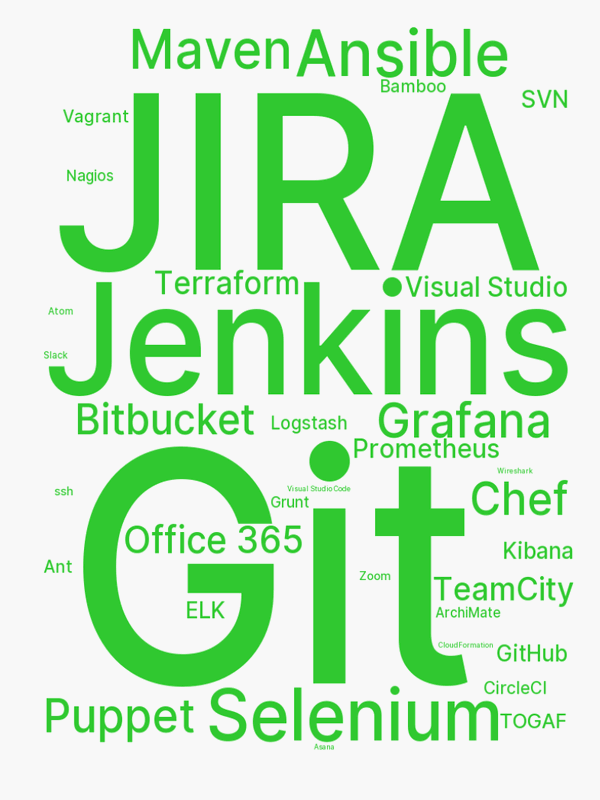 Maven
Ansible
Bamboo
SVN
Vagrant
JIRA
Nagios
Terraform
Visual Studio
Atom
Jenkins
Slack
Bitbucket
Logstash
Grafana
Prometheus
Wireshark
ssh
Visual Studio Code
Grunt
Chef
Git
Office 365
Kibana
Ant
Zoom
TeamCity
ELK
ArchiMate
CloudFormation
GitHub
CircleCI
Puppet
Selenium
TOGAF
Asana